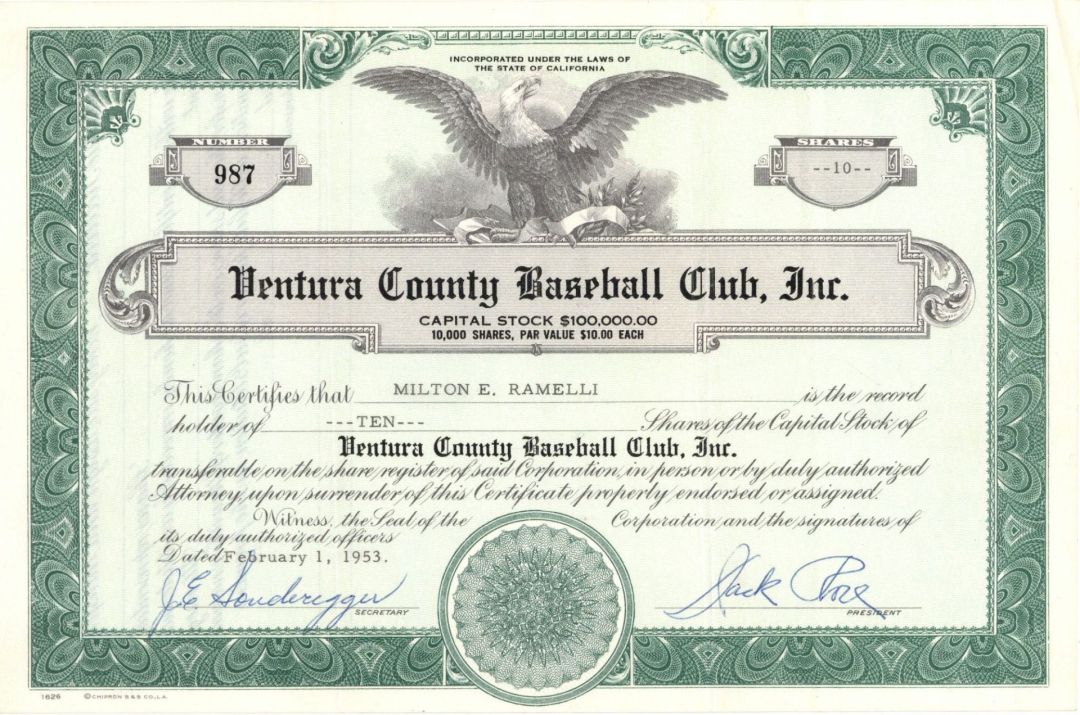 INCORPORATED UNDER THE LAWS OF
THE STATE OF CALIFORNIA
NUMBER
987
SHARES
--10--
Ventura County Baseball Club, Inc.
CAPITAL STOCK $100,000.00
10,000 SHARES, PAR VALUE $10.00 EACH
This Certifies that MILTON E. RAMELLI is the record
holder of ---TEN--- Shares of the Capital Stock of
Ventura County Baseball Club, Inc.
transferable on the share register of said Corporation, in person or by duly authorized
Attorney, upon surrender of this Certificate properly endorsed or assigned.
Witness, the Seal of the Corporation and the signatures of
its duly authorized officers
Dated February 1, 1953.
J E Sonderegger
SECRETARY
Jack
PRESIDENT
1626 ©CHIPRON B & S CO., L.A.